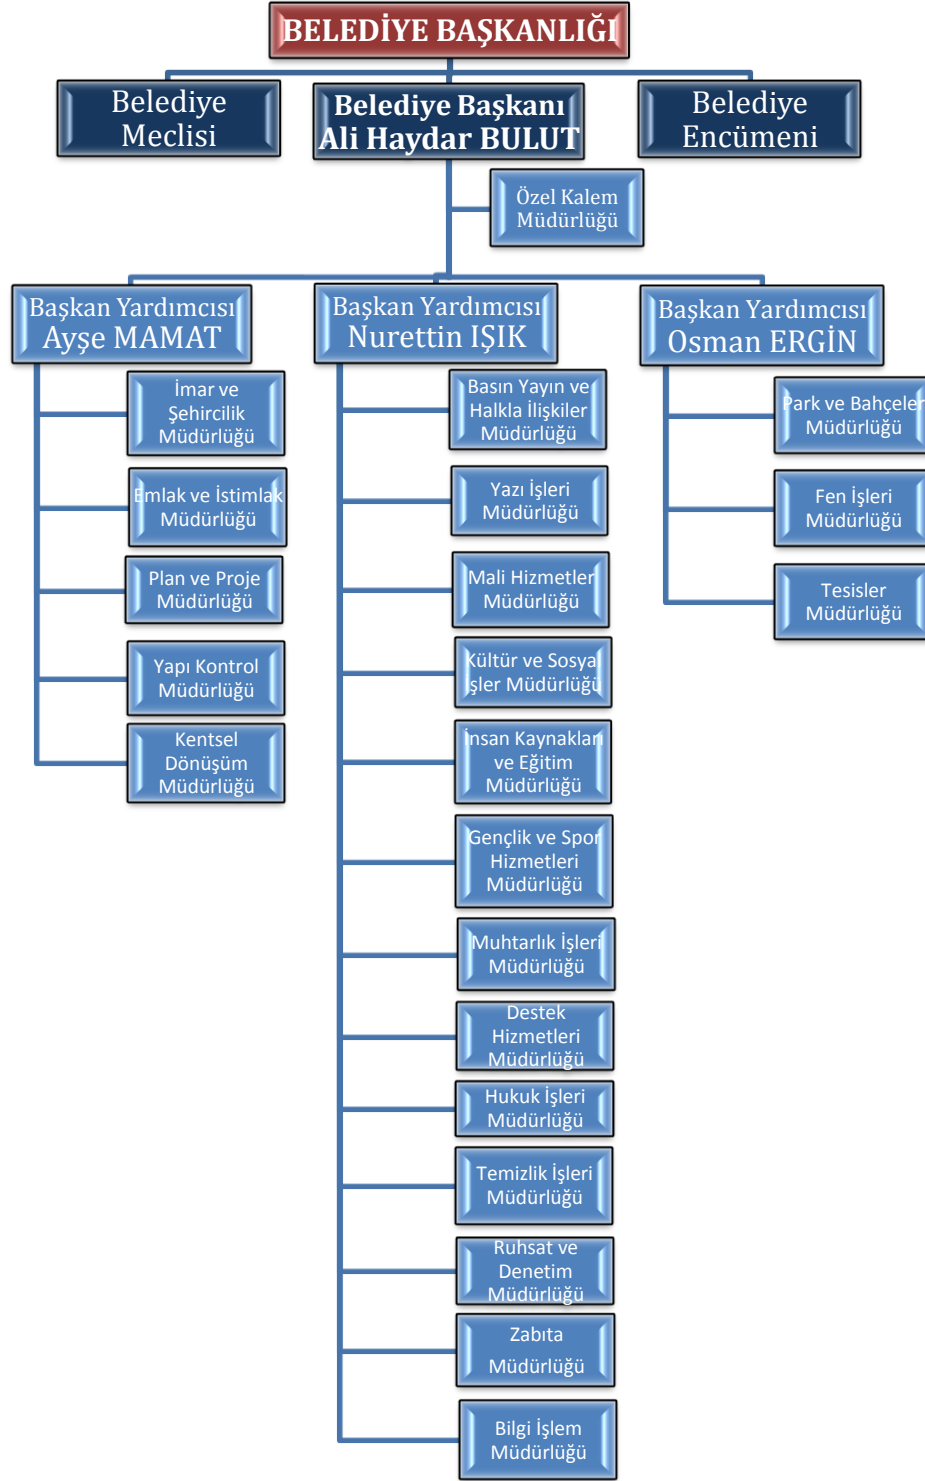 BELEDİYE BAŞKANLIĞI
Belediye
Meclisi
Belediye Başkanı
Ali Haydar BULUT
Belediye
Encümeni
Özel Kalem
Müdürlüğü
Başkan Yardımcısı
Ayşe MAMAT
İmar ve
Şehircilik
Müdürlüğü
Emlak ve İstimlak
Müdürlüğü
Plan ve Proje
Müdürlüğü
Yapı Kontrol
Müdürlüğü
Kentsel
Dönüşüm
Müdürlüğü
Başkan Yardımcısı
Nurettin IŞIK
Basın Yayın ve
Halkla İlişkiler
Müdürlüğü
Yazı İşleri
Müdürlüğü
Mali Hizmetler
Müdürlüğü
Kültür ve Sosyal
işler Müdürlüğü
İnsan Kaynakları
ve Eğitim
Müdürlüğü
Gençlik ve Spor
Hizmetleri
Müdürlüğü
Muhtarlık İşleri
Müdürlüğü
Destek
Hizmetleri
Müdürlüğü
Hukuk İşleri
Müdürlüğü
Temizlik İşleri
Müdürlüğü
Ruhsat ve
Denetim
Müdürlüğü
Zabıta
Müdürlüğü
Bilgi İşlem
Müdürlüğü
Başkan Yardımcısı
Osman ERGİN
Park ve Bahçeler
Müdürlüğü
Fen İşleri
Müdürlüğü
Tesisler
Müdürlüğü